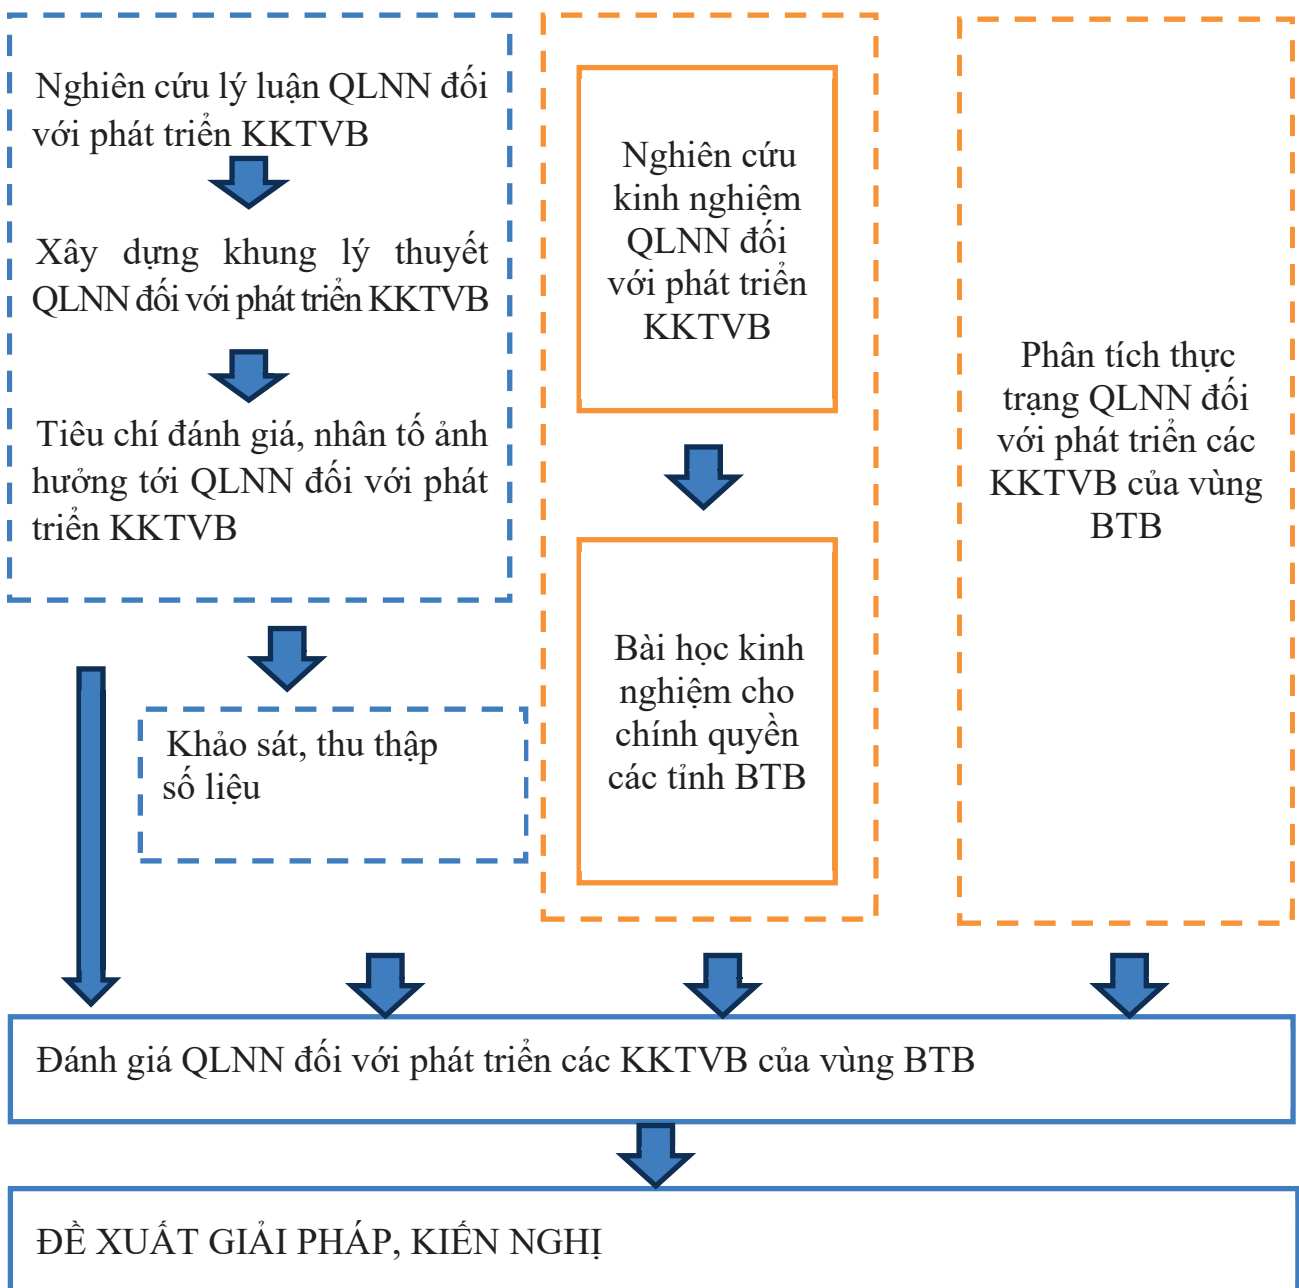 Nghiên cứu lý luận QLNN đối
với phát triển KKTVB
Xây dựng khung lý thuyết
QLNN đối với phát triển KKTVB
Tiêu chí đánh giá, nhân tố ảnh
hưởng tới QLNN đối với phát
triển KKTVB
Khảo sát, thu thập
số liệu
Nghiên cứu
kinh nghiệm
QLNN đối
với phát triển
KKTVB
Bài học kinh
nghiệm cho
chính quyền
các tỉnh BTB
Phân tích thực
trạng QLNN đối
với phát triển các
KKTVB của vùng
BTB
Đánh giá QLNN đối với phát triển các KKTVB của vùng BTB
ĐỀ XUẤT GIẢI PHÁP, KIẾN NGHỊ